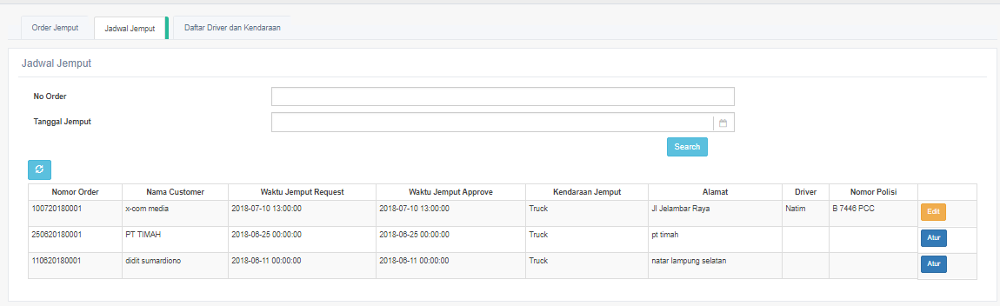 Order Jemput Jadwal Jemput Daftar Driver dan Kendaraan
Jadwal Jemput
No Order
Tanggal Jemput
Search
Nomor Order Nama Customer Waktu Jemput Request Waktu Jemput Approve Kendaraan Jemput Alamat Driver Nomor Polisi
100720180001 x-com media 2018-07-10 13:00:00 2018-07-10 13:00:00 Truck Jl Jelambar Raya Natim B 7446 PCC Edit
250620180001 PT TIMAH 2018-06-25 00:00:00 2018-06-25 00:00:00 Truck pt timah Atur
110620180001 didit sumardiono 2018-06-11 00:00:00 2018-06-11 00:00:00 Truck natar lampung selatan Atur